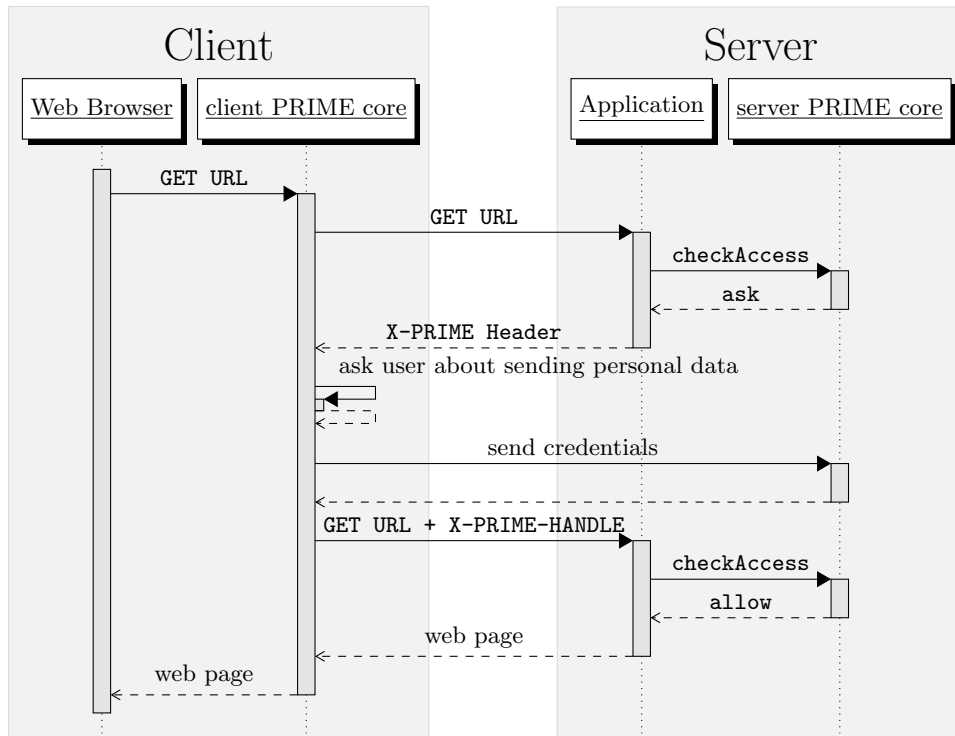 Client
Server
Web Browser
client PRIME core
Application
server PRIME core
GET URL
GET URL
checkAccess
ask
X-PRIME Header
ask user about sending personal data
send credentials
GET URL + X-PRIME-HANDLE
checkAccess
allow
web page
web page